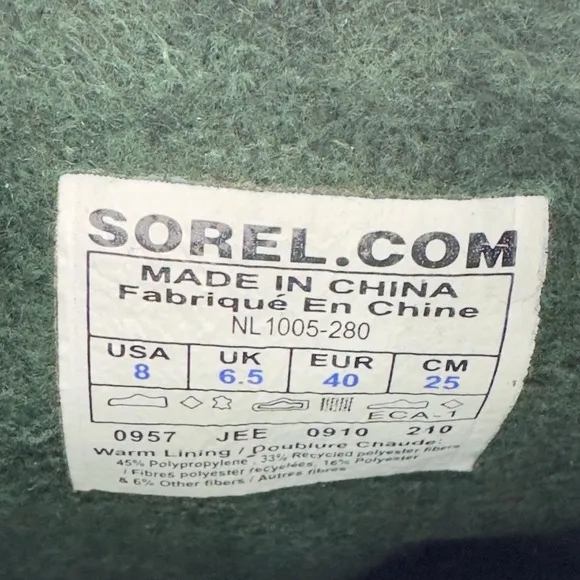 SOREL.COM
MADE IN CHINA
Fabriqué En Chine
NL1005-280
USA UK EUR CM
8 6.5 40 25
ECA-1
0957 JEE 0910 210
Warm Lining / Doublure Chaude:
45% Polypropylene, 33% Recycled polyester fibers
/ Fibres polyester recyclées, 16% Polyester
& 6% Other fibers / Autres fibres